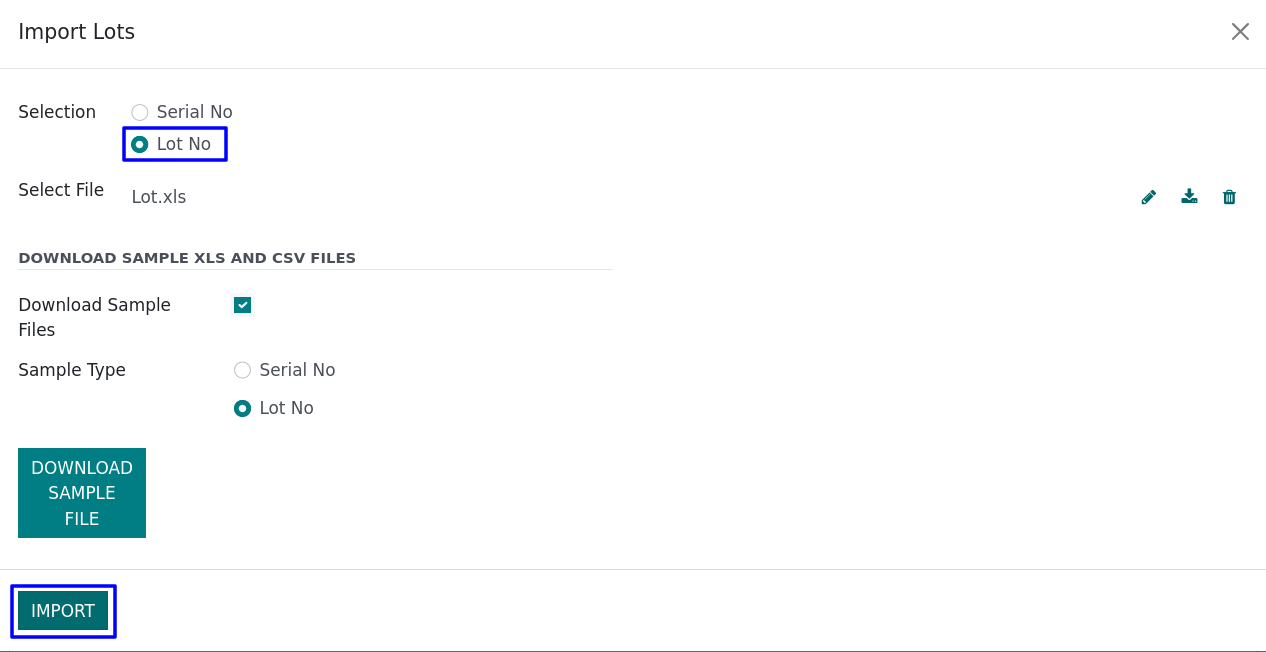 Import Lots
Selection
Serial No
Lot No
Select File
Lot.xls
DOWNLOAD SAMPLE XLS AND CSV FILES
Download Sample
Files
Sample Type
Serial No
Lot No
DOWNLOAD
SAMPLE
FILE
IMPORT